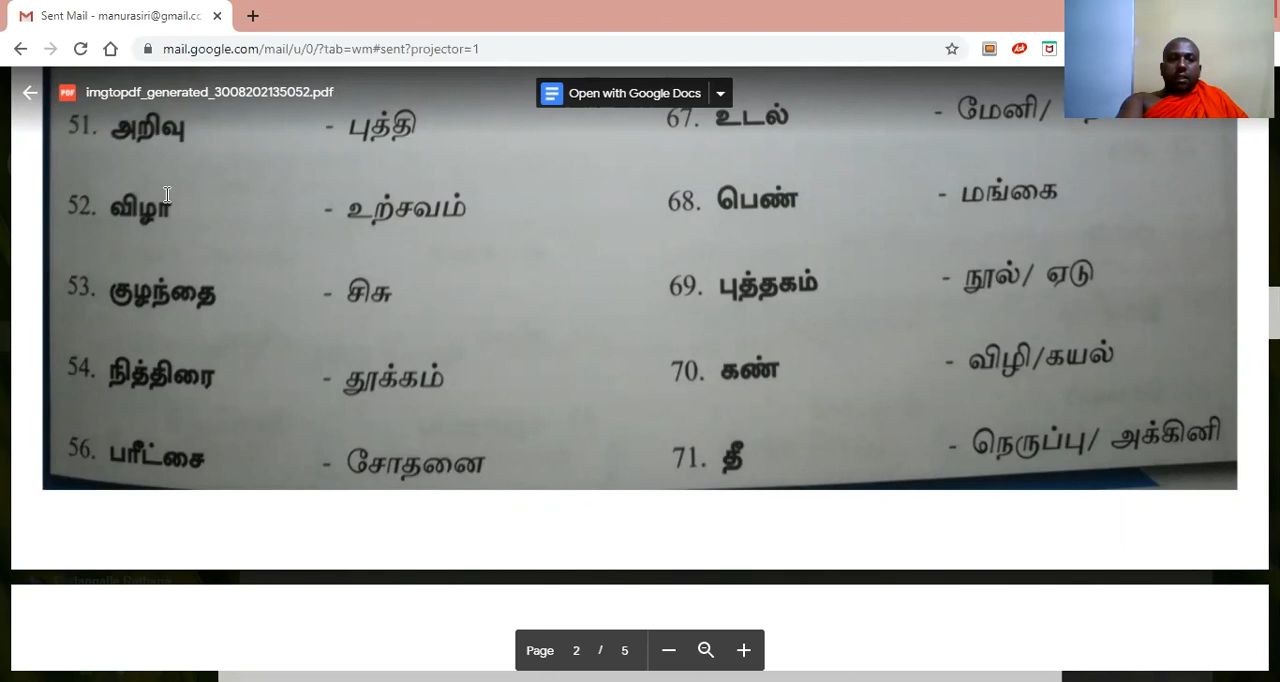 Sent Mail - manurasiri@gmail.cc
mail.google.com/mail/u/0/?tab=wm#sent?projector=1
imgtopdf_generated_3008202135052.pdf
Open with Google Docs
51. அறிவு - புத்தி
52. விழா - உற்சவம்
53. குழந்தை - சிசு
54. நித்திரை - தூக்கம்
56. பரீட்சை - சோதனை
67. உடல் - மேனி/
68. பெண் - மங்கை
69. புத்தகம் - நூல்/ ஏடு
70. கண் - விழி/கயல்
71. தீ - நெருப்பு/ அக்கினி
Page 2 / 5